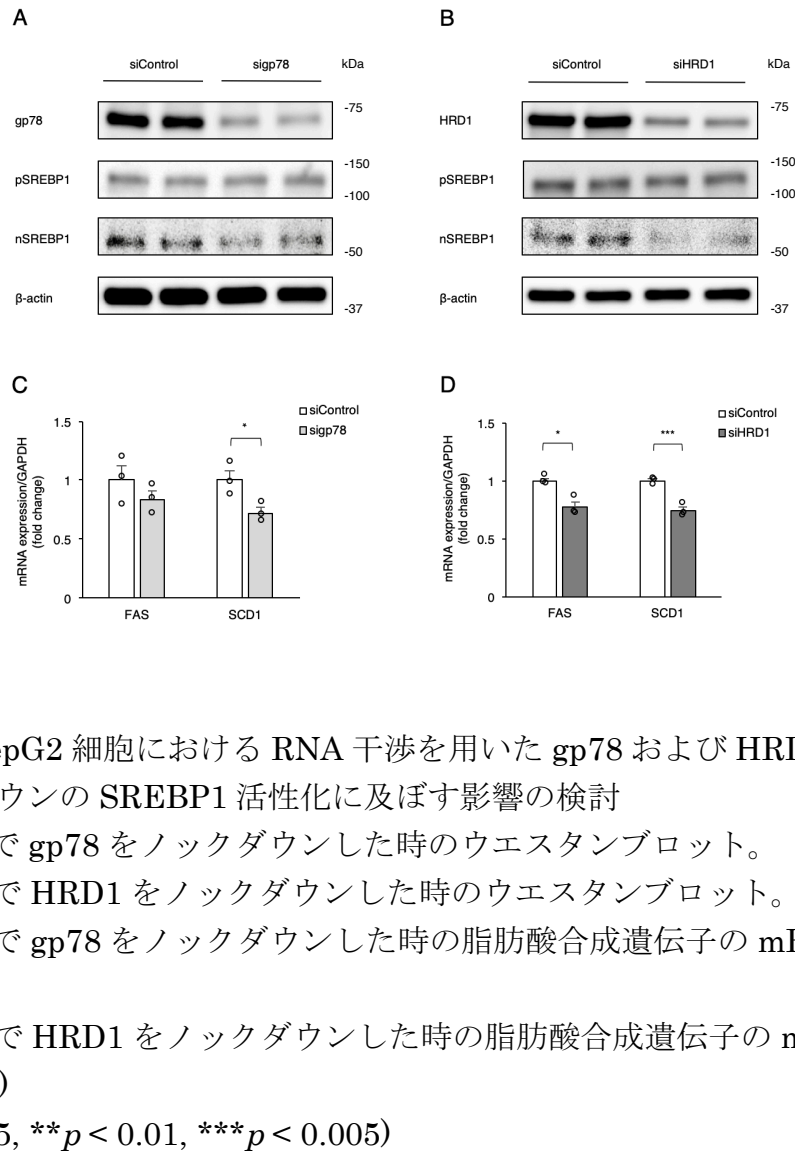 A
siControl sigp78 kDa
gp78 -75
pSREBP1 -150
-100
nSREBP1 -50
β-actin -37
B
siControl siHRD1 kDa
HRD1 -75
pSREBP1 -150
-100
nSREBP1 -50
β-actin -37
C
mRNA expression/GAPDH
(fold change)
1.5
1
0.5
0
*
FAS SCD1
siControl
sigp78
D
mRNA expression/GAPDH
(fold change)
1.5
1
0.5
0
* ***
FAS SCD1
siControl
siHRD1
epG2 細胞における RNA 干渉を用いた gp78 および HRD
ウンの SREBP1 活性化に及ぼす影響の検討
で gp78 をノックダウンした時のウエスタンブロット。
で HRD1 をノックダウンした時のウエスタンブロット。
で gp78 をノックダウンした時の脂肪酸合成遺伝子の mR
で HRD1 をノックダウンした時の脂肪酸合成遺伝子の m
)
5, **p < 0.01, ***p < 0.005)